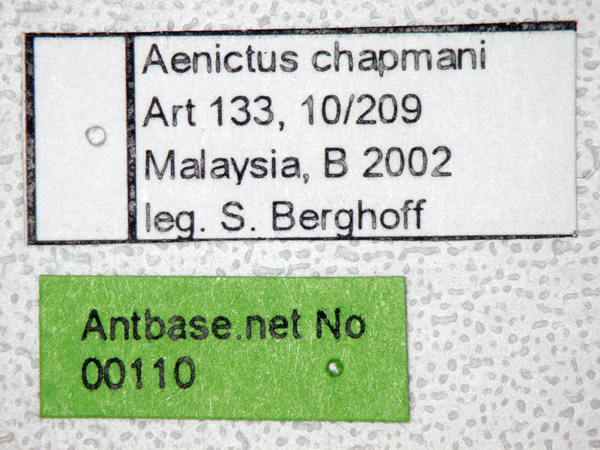 Aenictus chapmani
Art 133, 10/209
Malaysia, B 2002
leg. S. Berghoff
Antbase.net No
00110